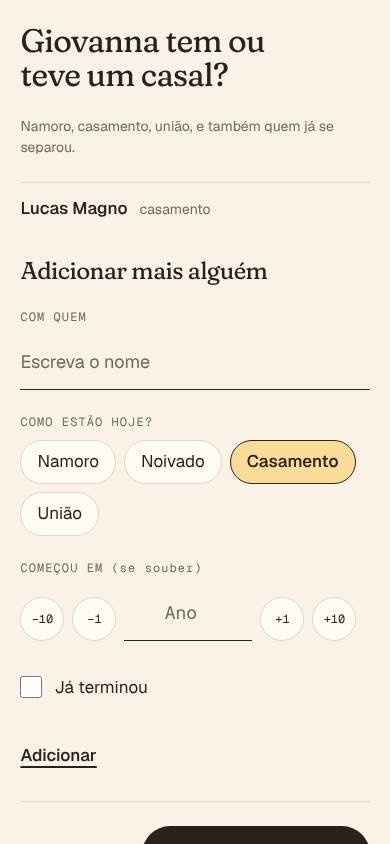 Giovanna tem ou
teve um casal?
Namoro, casamento, união, e também quem já se
separou.
Lucas Magno casamento
Adicionar mais alguém
COM QUEM
Escreva o nome
COMO ESTÃO HOJE?
Namoro Noivado Casamento
União
COMEÇOU EM (se souber)
−10 −1 Ano +1 +10
Já terminou
Adicionar